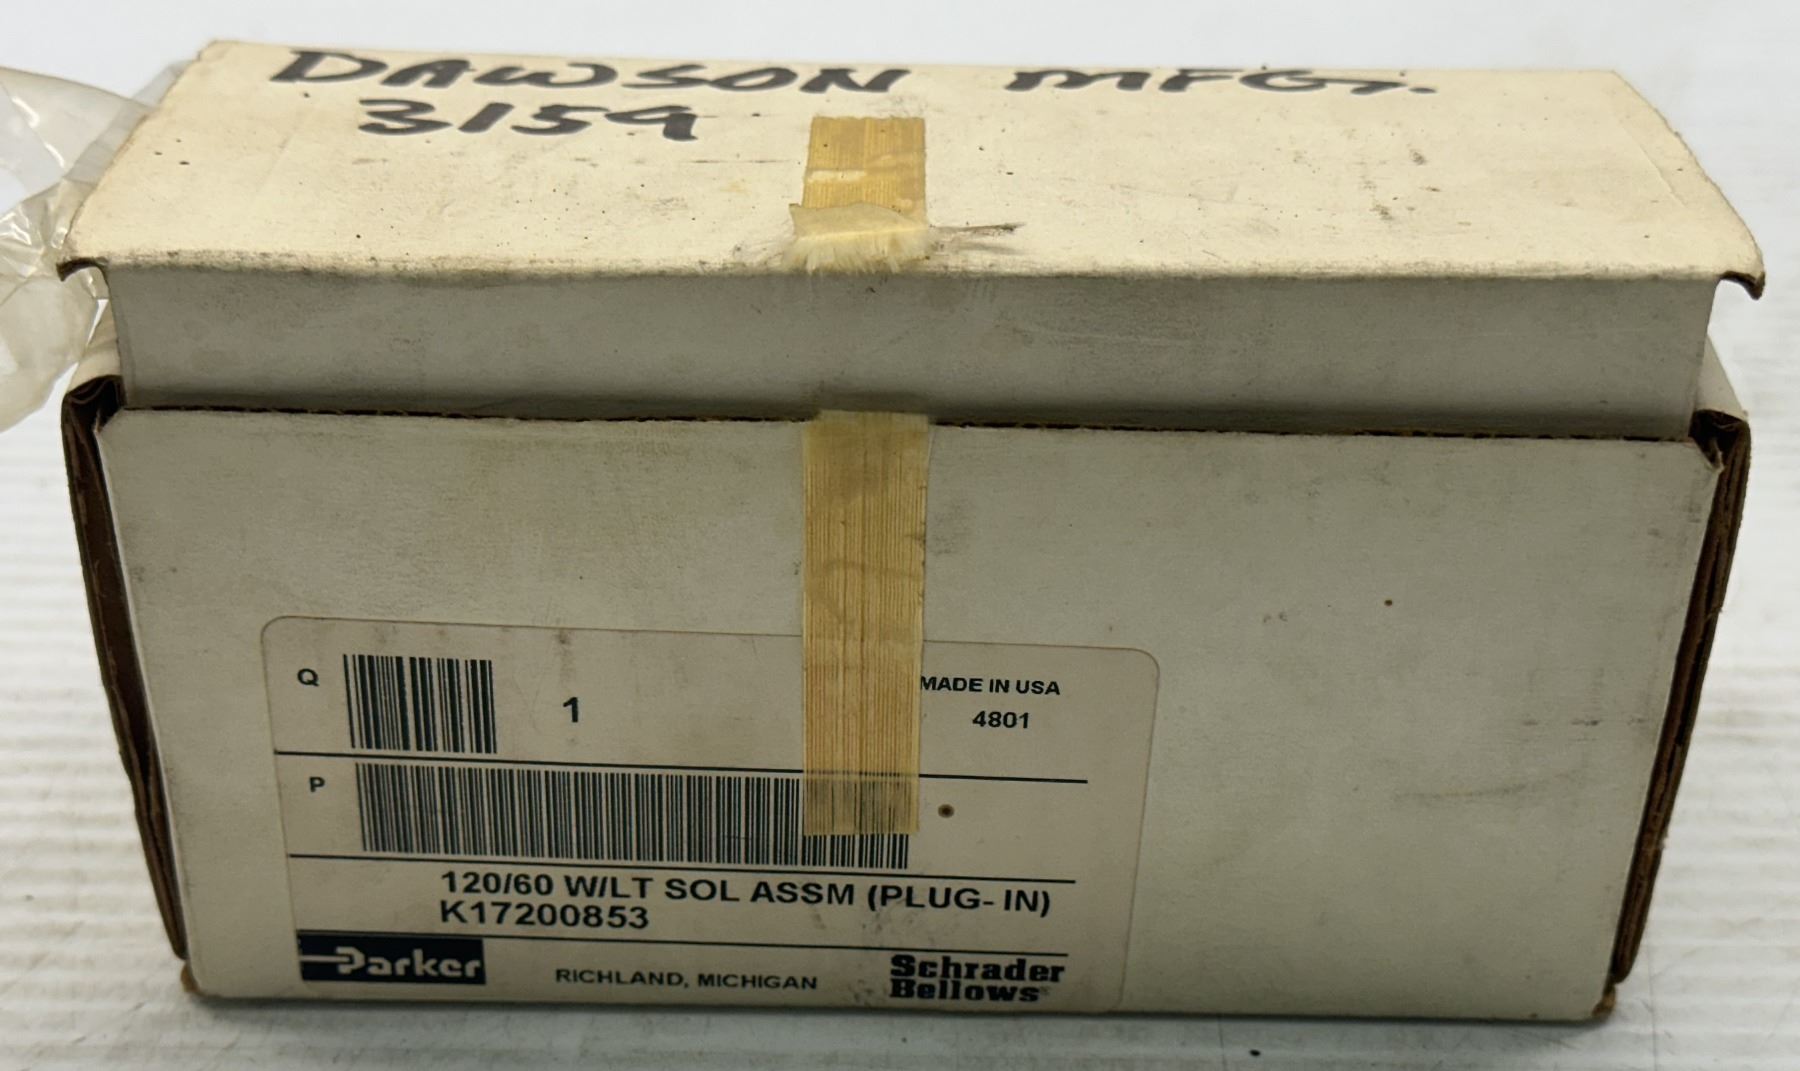 DAWSON MFG.
3159
Q
1
MADE IN USA
4801
P
120/60 W/LT SOL ASSM (PLUG- IN)
K17200853
Parker
RICHLAND, MICHIGAN
Schrader
Bellows